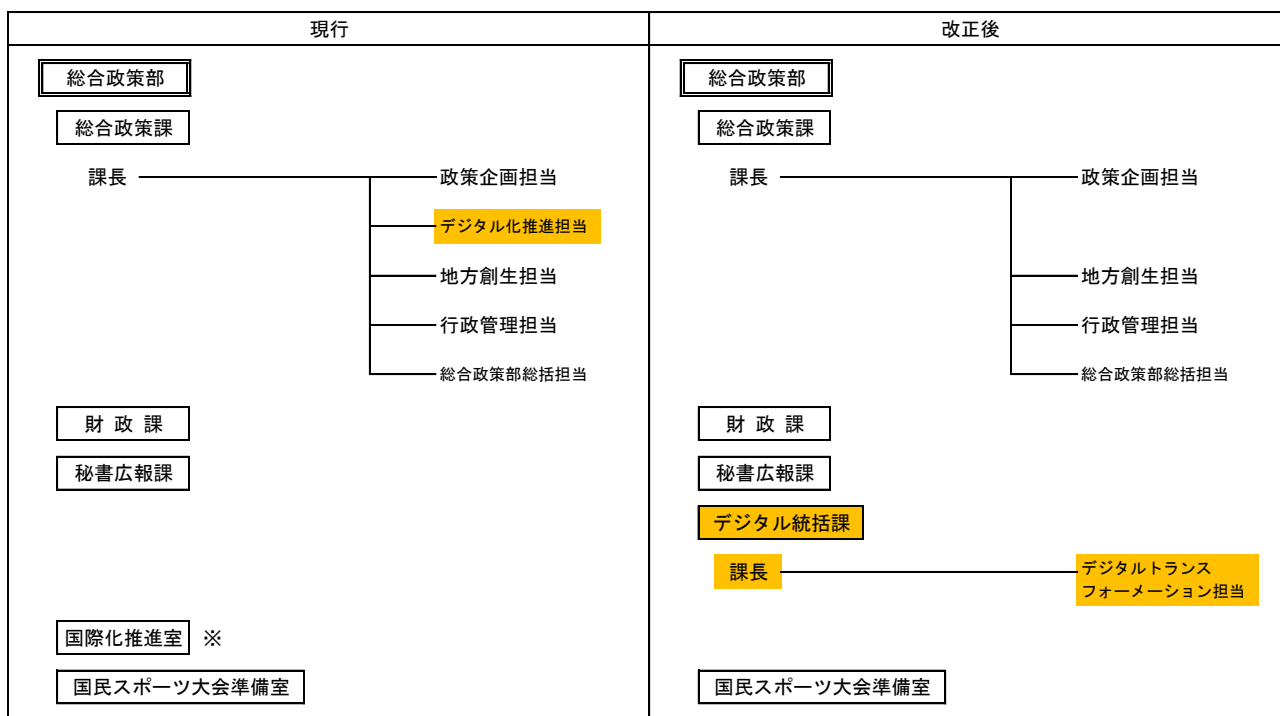 現行
総合政策部
総合政策課
課長
政策企画担当
デジタル化推進担当
地方創生担当
行政管理担当
総合政策部総括担当
財 政 課
秘書広報課
国際化推進室 ※
国民スポーツ大会準備室
改正後
総合政策部
総合政策課
課長
政策企画担当
地方創生担当
行政管理担当
総合政策部総括担当
財 政 課
秘書広報課
デジタル統括課
課長
デジタルトランス
フォーメーション担当
国民スポーツ大会準備室